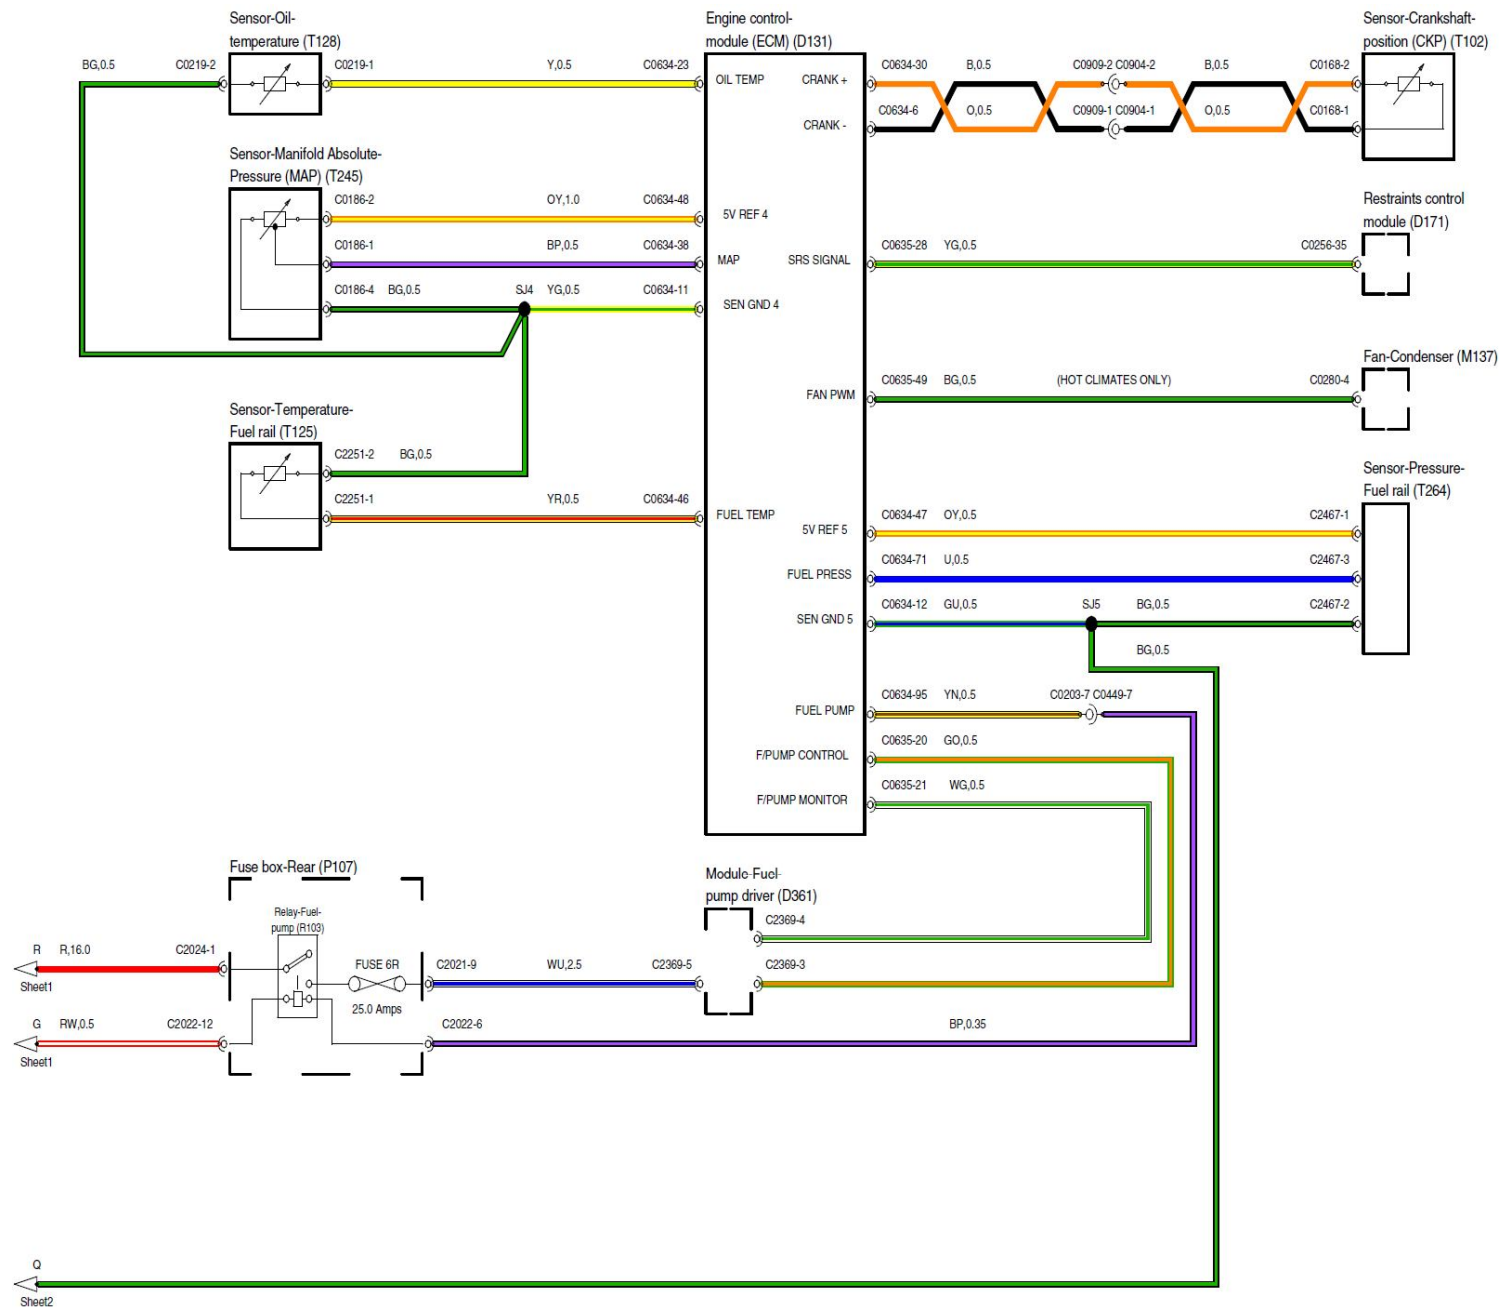 Sensor-Oil-
temperature (T128)
BG,0.5
C0219-2
C0219-1
Y,0.5
C0634-23
Sensor-Manifold Absolute-
Pressure (MAP) (T245)
C0186-2
OY,1.0
C0634-48
C0186-1
BP,0.5
C0634-38
C0186-4
BG,0.5
SJ4
YG,0.5
C0634-11
Sensor-Temperature-
Fuel rail (T125)
C2251-2
BG,0.5
C2251-1
YR,0.5
C0634-46
Engine control-
module (ECM) (D131)
OIL TEMP
CRANK +
CRANK -
5V REF 4
MAP
SRS SIGNAL
SEN GND 4
FAN PWM
FUEL TEMP
5V REF 5
FUEL PRESS
SEN GND 5
FUEL PUMP
F/PUMP CONTROL
F/PUMP MONITOR
Sensor-Crankshaft-
position (CKP) (T102)
C0634-30
B,0.5
C0909-2 C0904-2
B,0.5
C0168-2
C0634-6
O,0.5
C0909-1 C0904-1
O,0.5
C0168-1
Restraints control
module (D171)
C0635-28
YG,0.5
C0256-35
Fan-Condenser (M137)
C0635-49
BG,0.5
(HOT CLIMATES ONLY)
C0280-4
Sensor-Pressure-
Fuel rail (T264)
C0634-47
OY,0.5
C2467-1
C0634-71
U,0.5
C2467-3
C0634-12
GU,0.5
SJ5
BG,0.5
C2467-2
BG,0.5
C0634-95
YN,0.5
C0203-7 C0449-7
C0635-20
GO,0.5
C0635-21
WG,0.5
Fuse box-Rear (P107)
Relay-Fuel-
pump (R103)
R
R,16.0
C2024-1
Sheet1
FUSE 6R
25.0 Amps
C2021-9
WU,2.5
C2369-5
Module-Fuel-
pump driver (D361)
C2369-4
C2369-3
G
RW,0.5
C2022-12
Sheet1
C2022-6
BP,0.35
Q
Sheet2